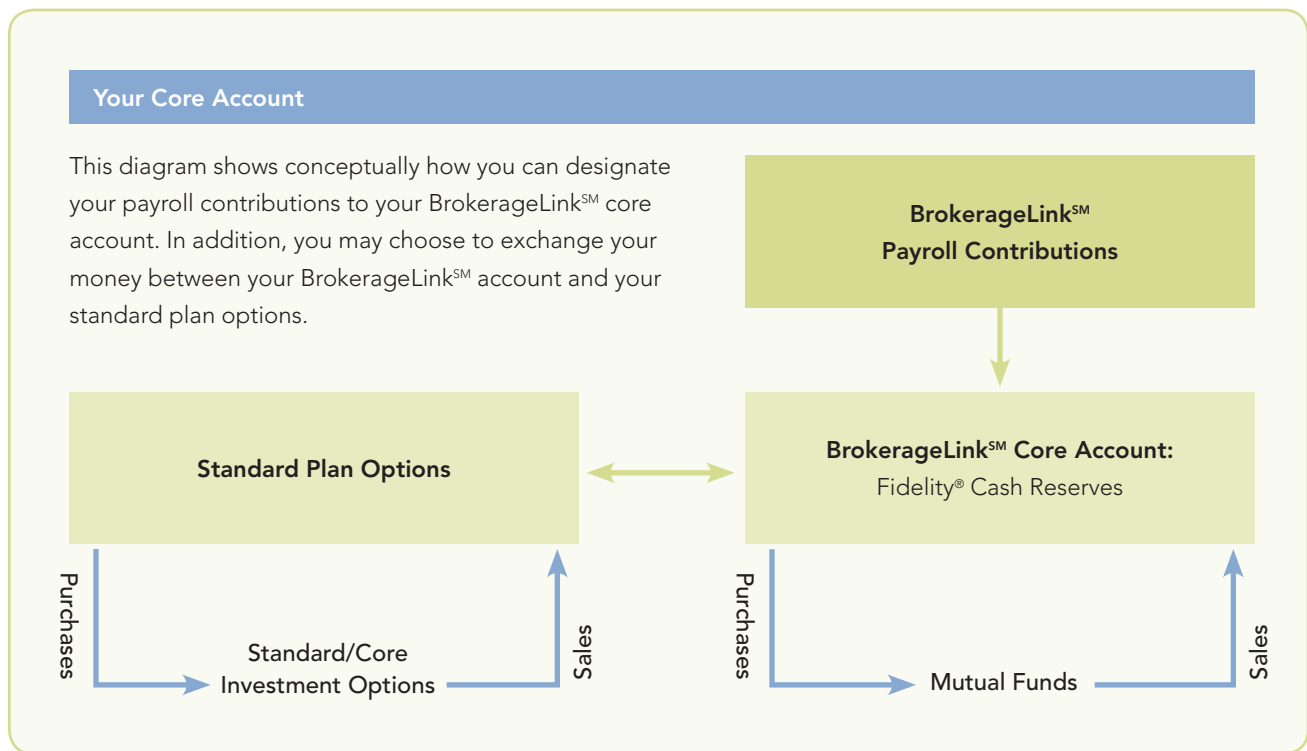 Your Core Account
This diagram shows conceptually how you can designate
your payroll contributions to your BrokerageLink℠ core
account. In addition, you may choose to exchange your
money between your BrokerageLink℠ account and your
standard plan options.
BrokerageLink℠
Payroll Contributions
Standard Plan Options
BrokerageLink℠ Core Account:
Fidelity® Cash Reserves
Purchases
Standard/Core
Investment Options
Sales
Purchases
Mutual Funds
Sales